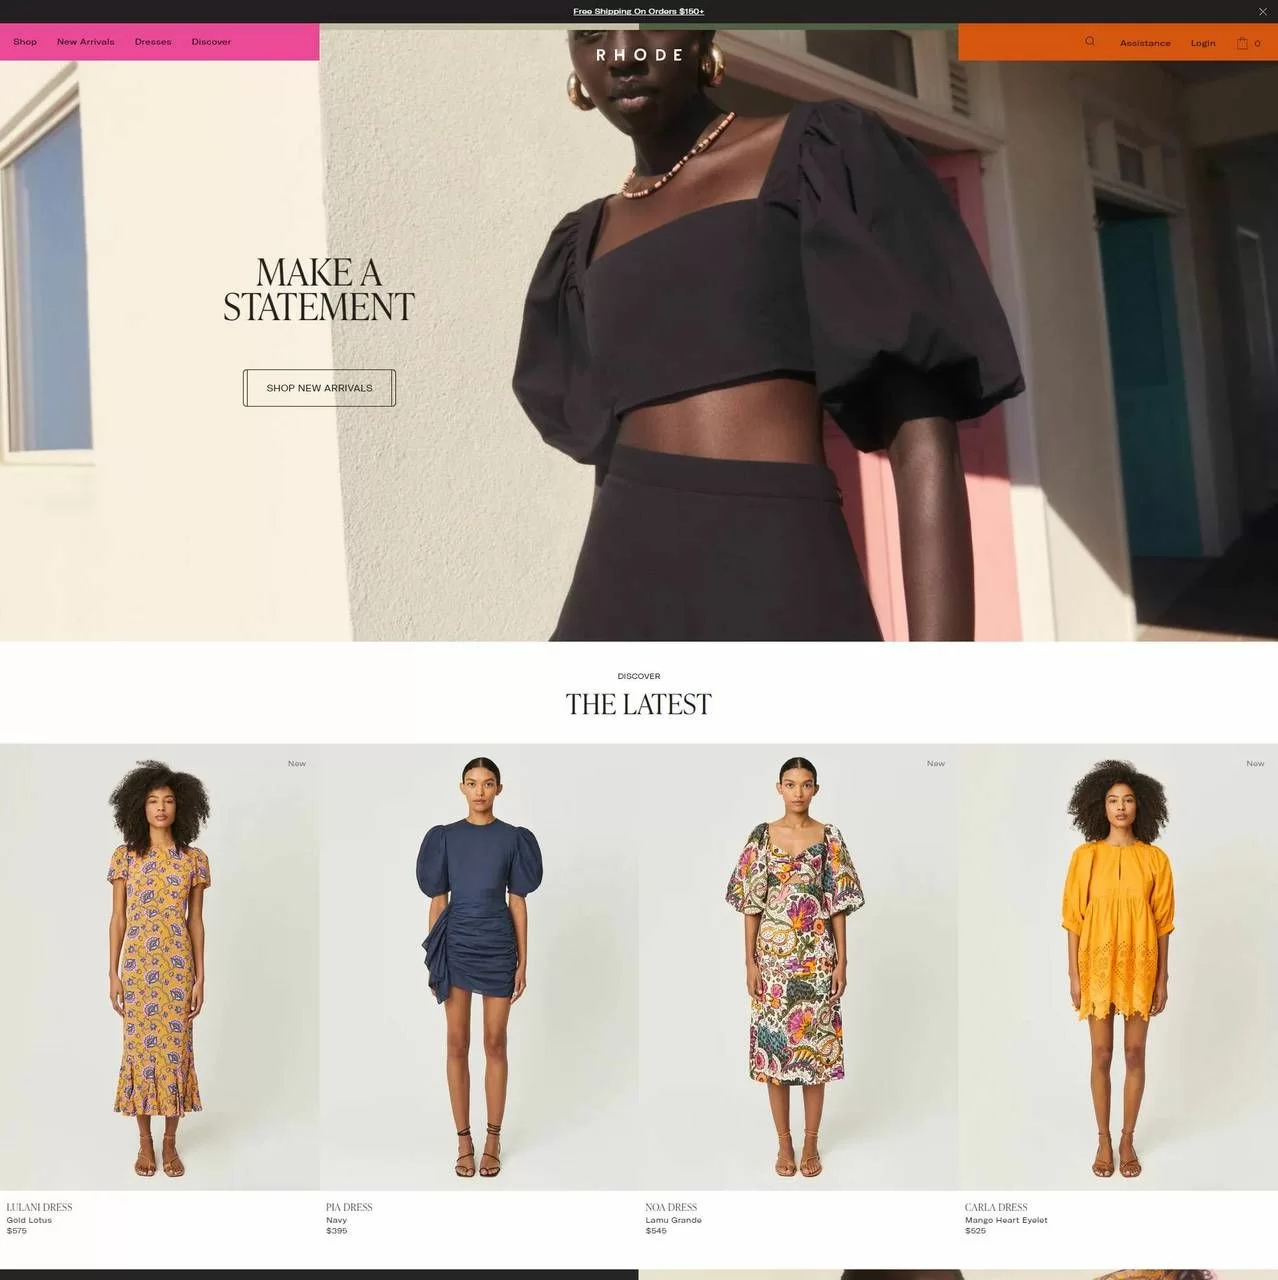 Free Shipping On Orders $150+
Shop New Arrivals Dresses Discover
RHODE
Assistance Login 0
MAKE A
STATEMENT
SHOP NEW ARRIVALS
DISCOVER
THE LATEST
New
New
New
LULANI DRESS
Gold Lotus
$575
PIA DRESS
Navy
$395
NOA DRESS
Lamu Grande
$545
CARLA DRESS
Mango Heart Eyelet
$525